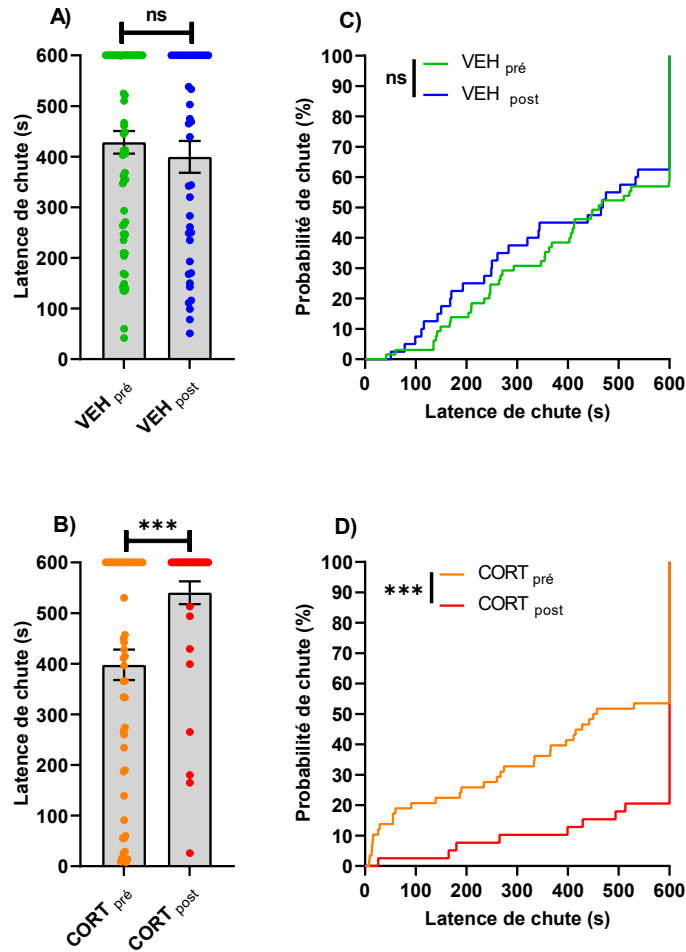 A)
ns
600
500
400
300
200
100
0
Latence de chute (s)
VEH pré
VEH post
C)
ns
VEH pré
VEH post
100
90
80
70
60
50
40
30
20
10
0
Probabilité de chute (%)
0 100 200 300 400 500 600
Latence de chute (s)
B)
***
600
500
400
300
200
100
0
Latence de chute (s)
CORT pré
CORT post
D)
***
CORT pré
CORT post
100
90
80
70
60
50
40
30
20
10
0
Probabilité de chute (%)
0 100 200 300 400 500 600
Latence de chute (s)